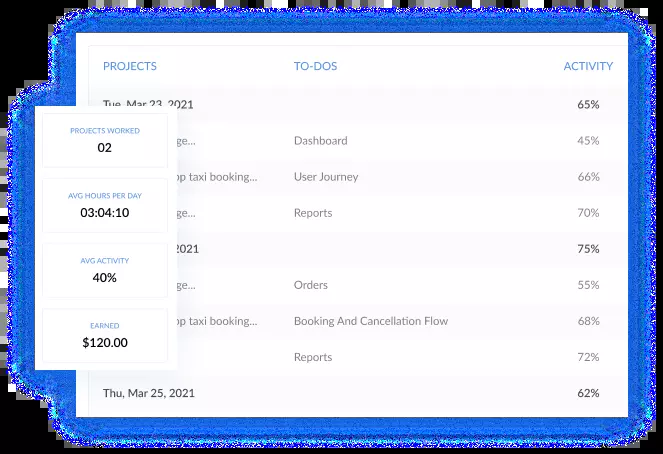 PROJECTS TO-DOS ACTIVITY
Tue, Mar 23, 2021 65%
ge... Dashboard 45%
op taxi booking... User Journey 66%
ge... Reports 70%
2021 75%
ge... Orders 55%
op taxi booking... Booking And Cancellation Flow 68%
Reports 72%
Thu, Mar 25, 2021 62%
PROJECTS WORKED
02
AVG HOURS PER DAY
03:04:10
AVG ACTIVITY
40%
EARNED
$120.00